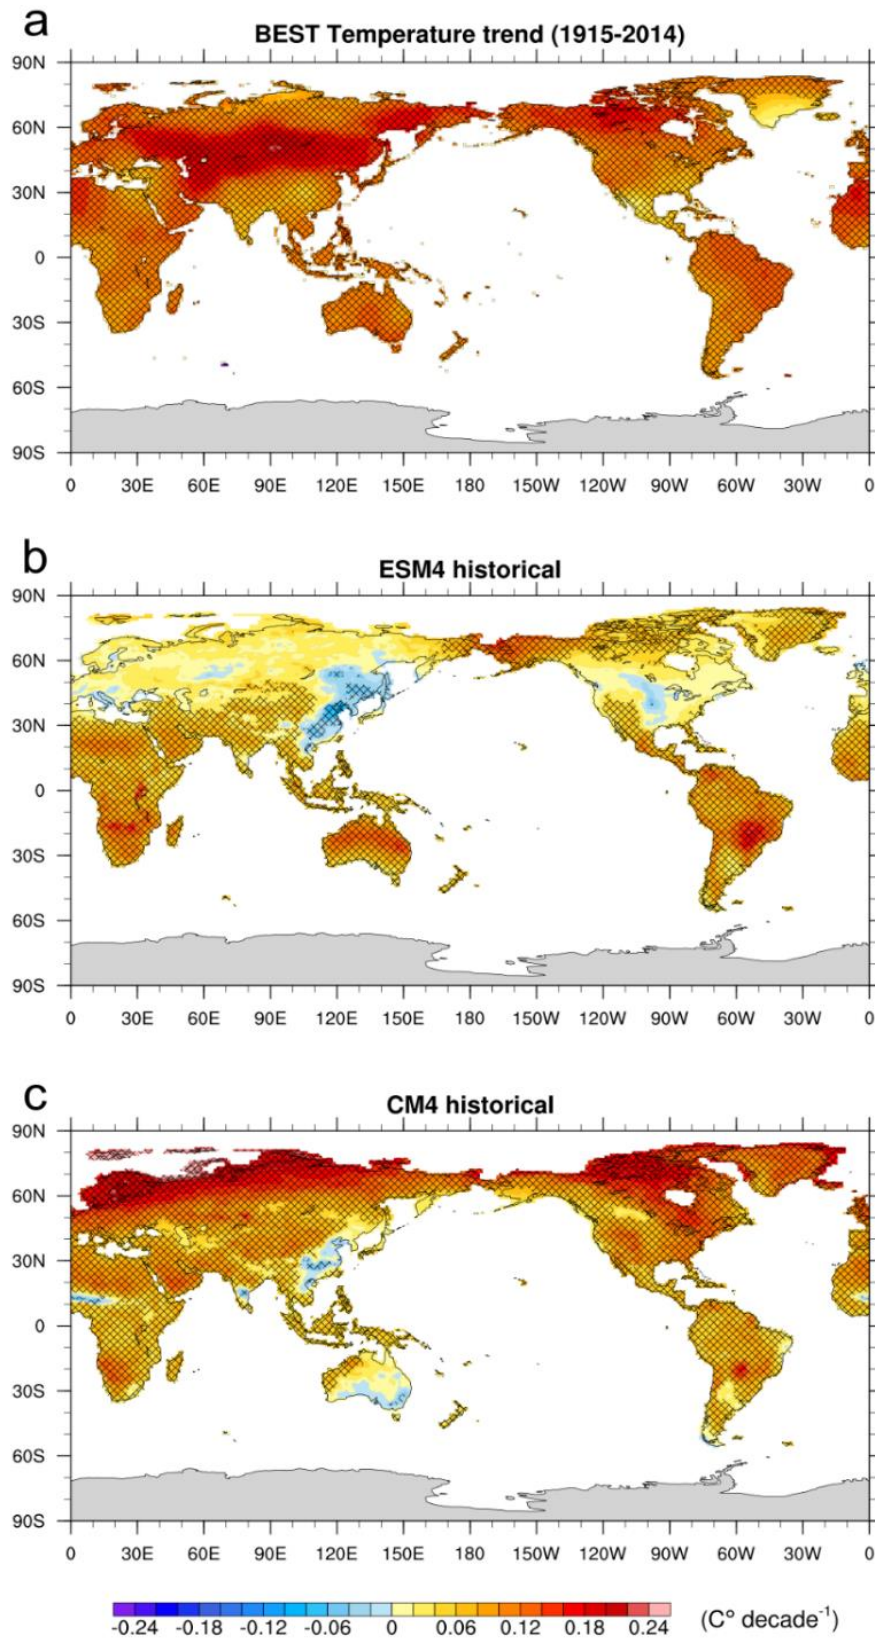 a
BEST Temperature trend (1915-2014)
90N
60N
30N
0
30S
60S
90S
0 30E 60E 90E 120E 150E 180 150W 120W 90W 60W 30W 0
b
ESM4 historical
90N
60N
30N
0
30S
60S
90S
0 30E 60E 90E 120E 150E 180 150W 120W 90W 60W 30W 0
c
CM4 historical
90N
60N
30N
0
30S
60S
90S
0 30E 60E 90E 120E 150E 180 150W 120W 90W 60W 30W 0
-0.24 -0.18 -0.12 -0.06 0 0.06 0.12 0.18 0.24 (C° decade⁻¹)